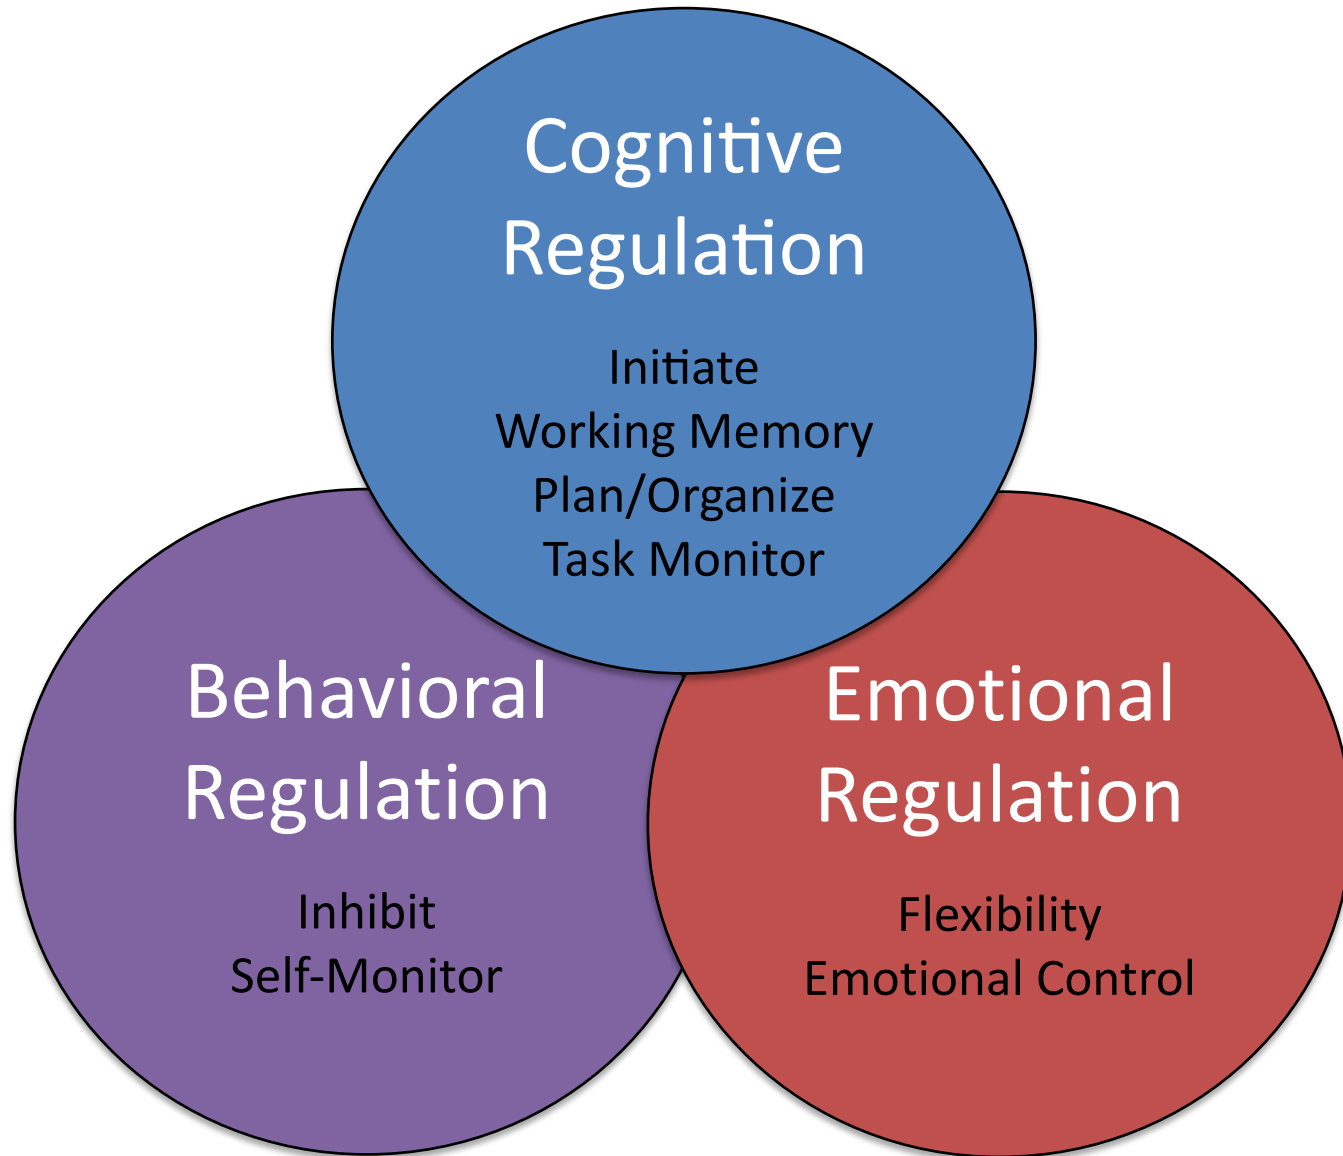 Cognitive
Regulation
Initiate
Working Memory
Plan/Organize
Task Monitor
Behavioral
Regulation
Inhibit
Self-Monitor
Emotional
Regulation
Flexibility
Emotional Control